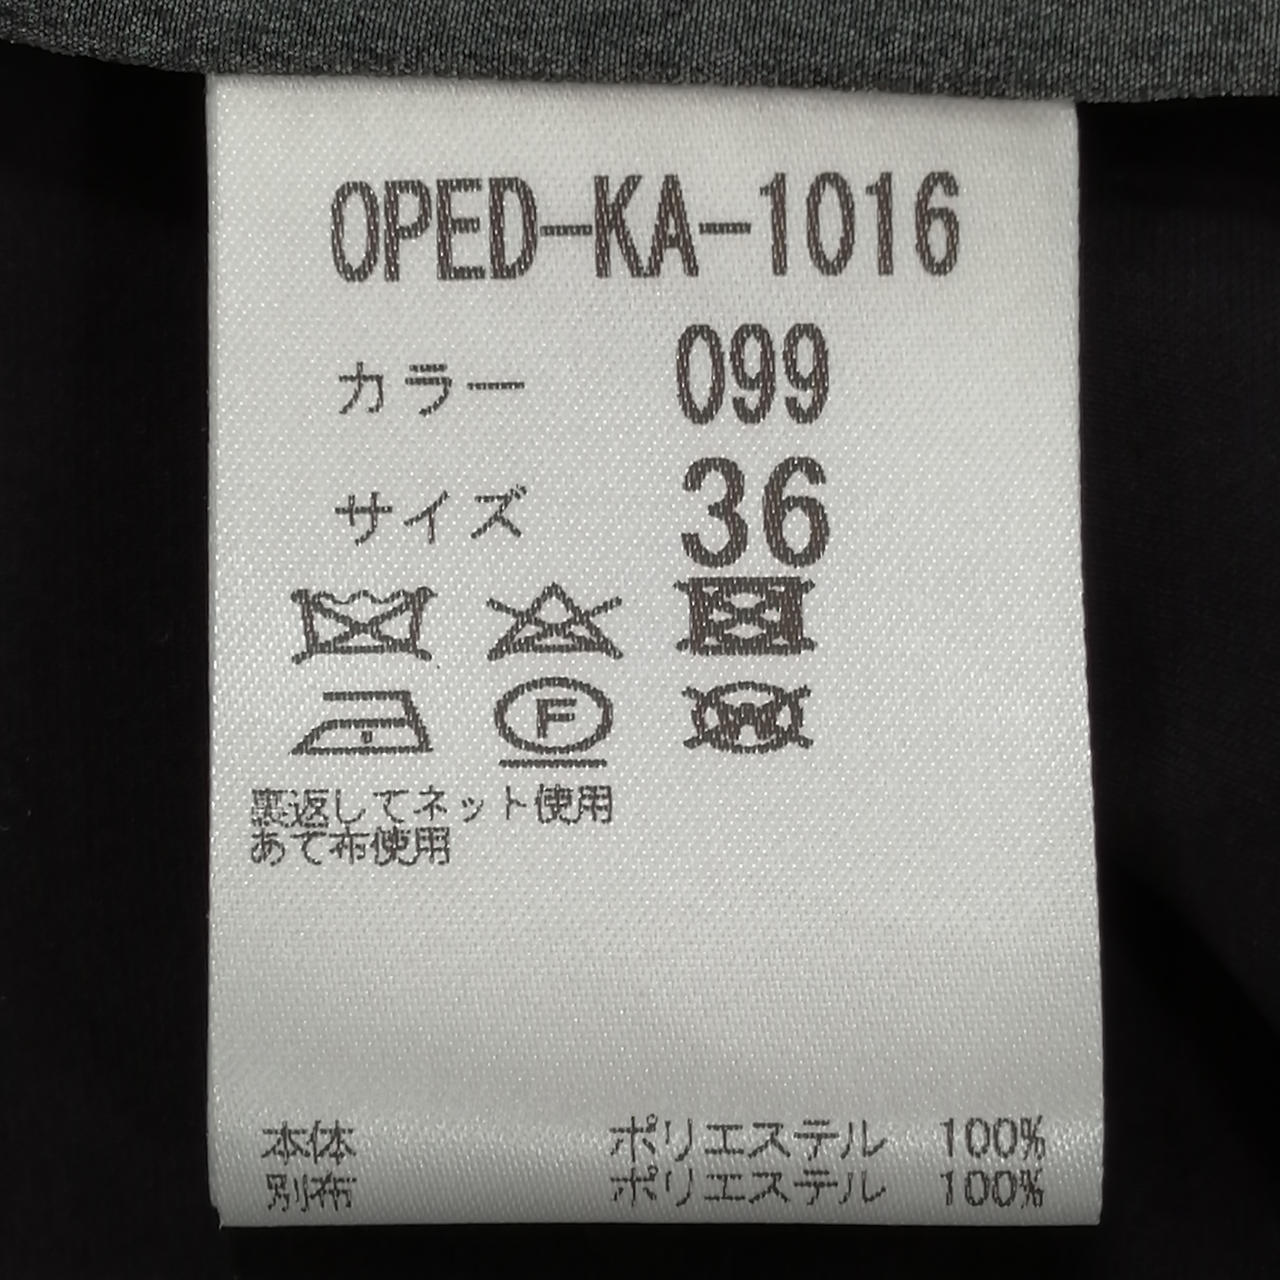 OPED-KA-1016
カラー 099
サイズ 36
F
W
裏返してネット使用
あて布使用
本体 ポリエステル 100%
別布 ポリエステル 100%